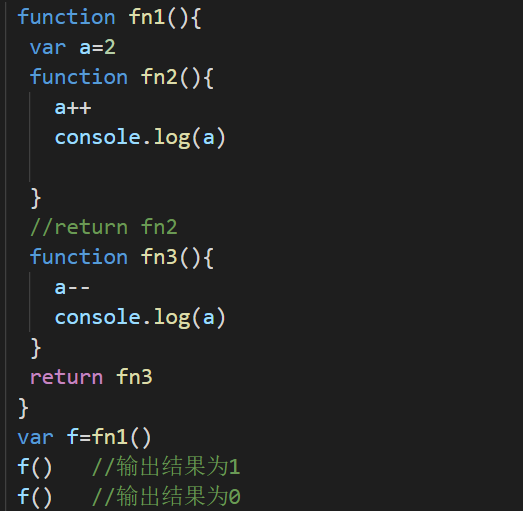 function fn1(){
var a=2
function fn2(){
a++
console.log(a)
}
//return fn2
function fn3(){
a--
console.log(a)
}
return fn3
}
var f=fn1()
f()   //输出结果为1
f()   //输出结果为0